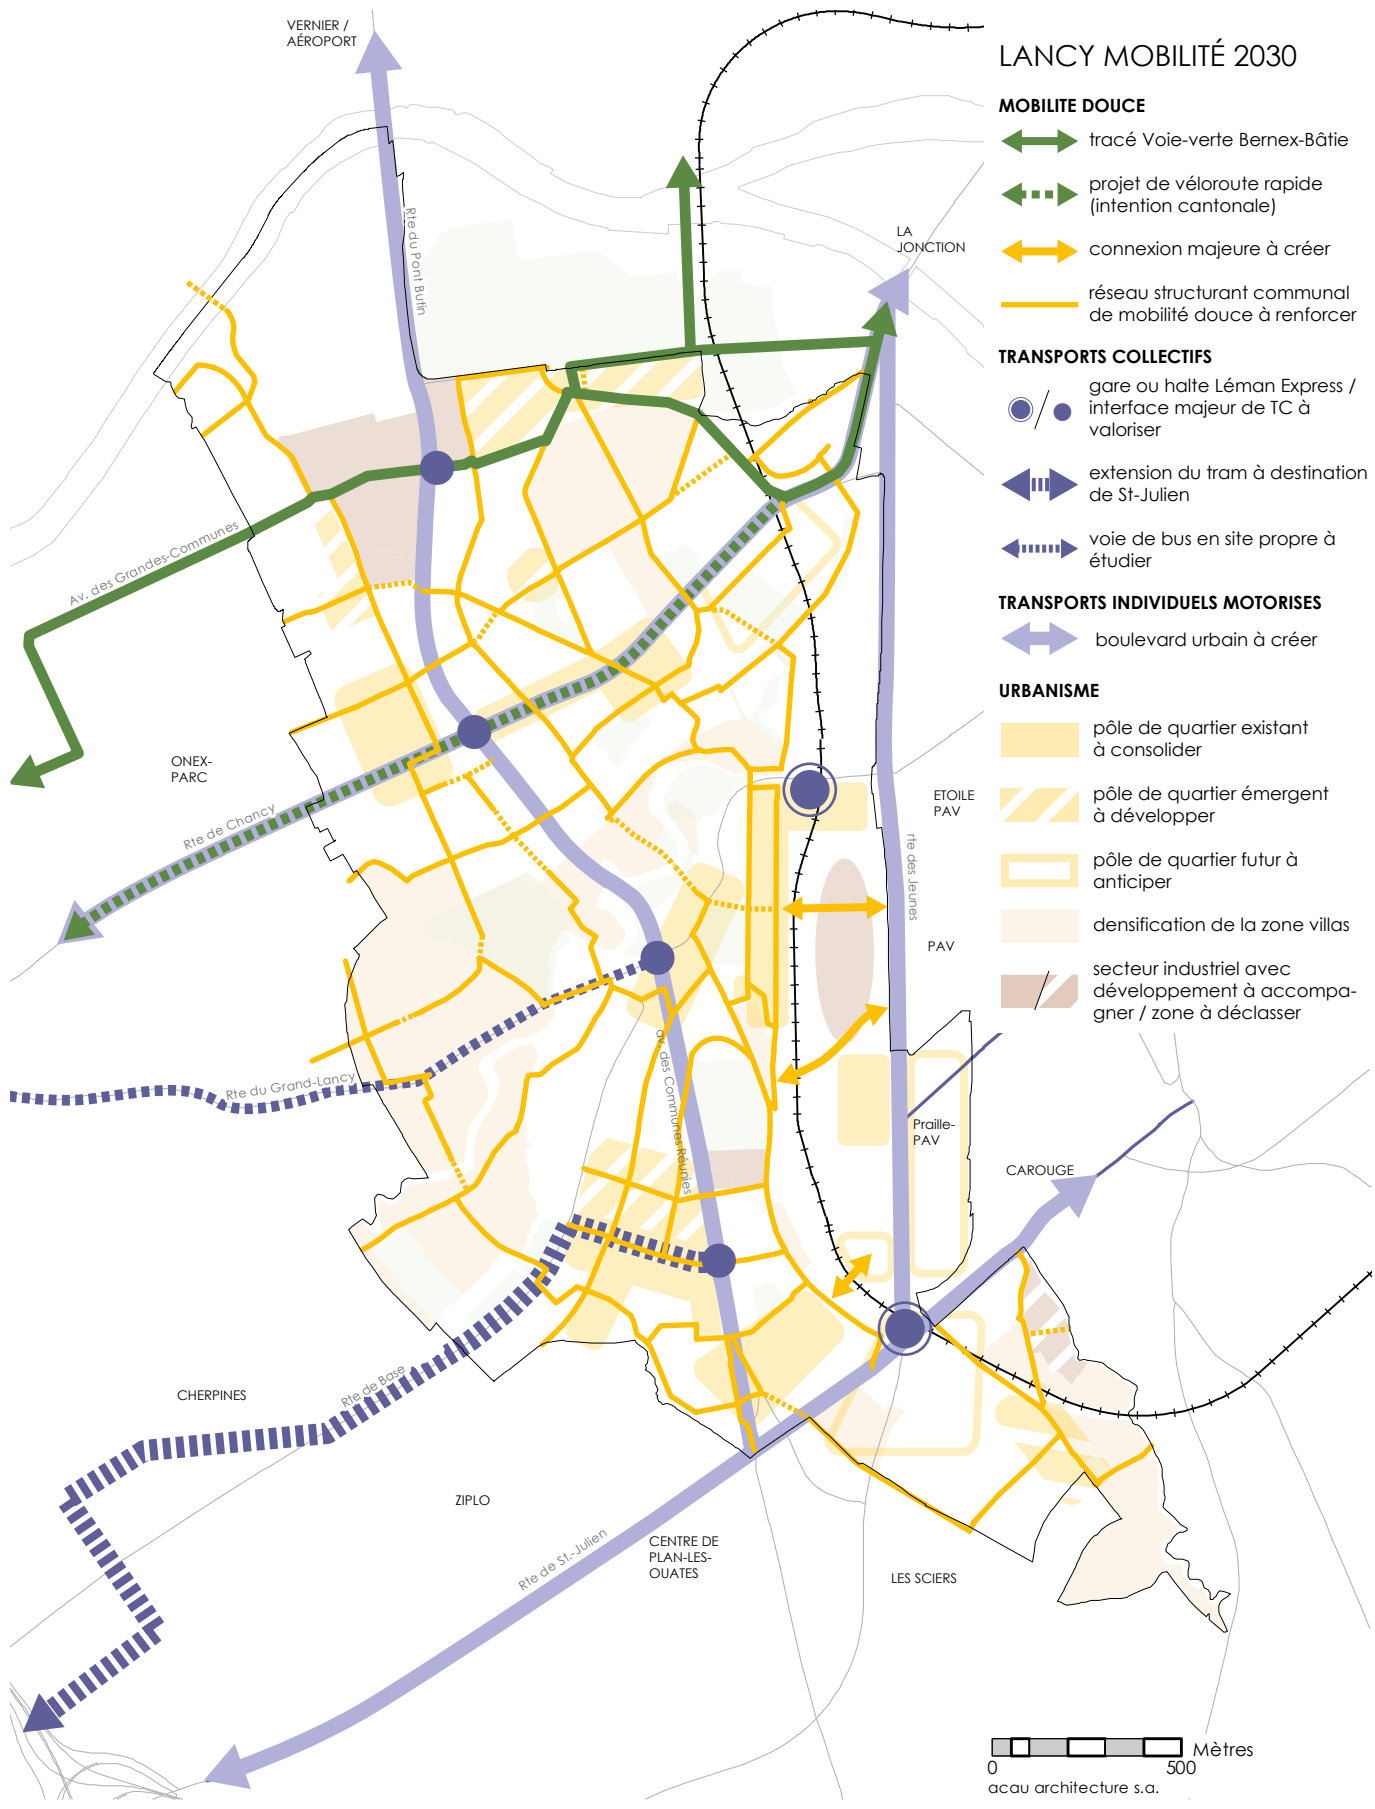 VERNIER /
AÉROPORT
LANCY MOBILITÉ 2030
MOBILITE DOUCE
tracé Voie-verte Bernex-Bâtie
projet de véloroute rapide
(intention cantonale)
connexion majeure à créer
réseau structurant communal
de mobilité douce à renforcer
TRANSPORTS COLLECTIFS
gare ou halte Léman Express /
interface majeur de TC à
valoriser
extension du tram à destination
de St-Julien
voie de bus en site propre à
étudier
TRANSPORTS INDIVIDUELS MOTORISES
boulevard urbain à créer
URBANISME
pôle de quartier existant
à consolider
pôle de quartier émergent
à développer
pôle de quartier futur à
anticiper
densification de la zone villas
secteur industriel avec
développement à accompa-
gner / zone à déclasser
Rte du Pont Butin
LA
JONCTION
Av. des Grandes-Communes
ONEX-
PARC
Rte de Chancy
ETOILE
PAV
rte des Jeunes
PAV
Rte du Grand-Lancy
av. des Communes Réunies
Praille-
PAV
CAROUGE
CHERPINES
Rte de Base
ZIPLO
Rte de St.-Julien
CENTRE DE
PLAN-LES-
OUATES
LES SCIERS
Mètres
0
500
acau architecture s.a.